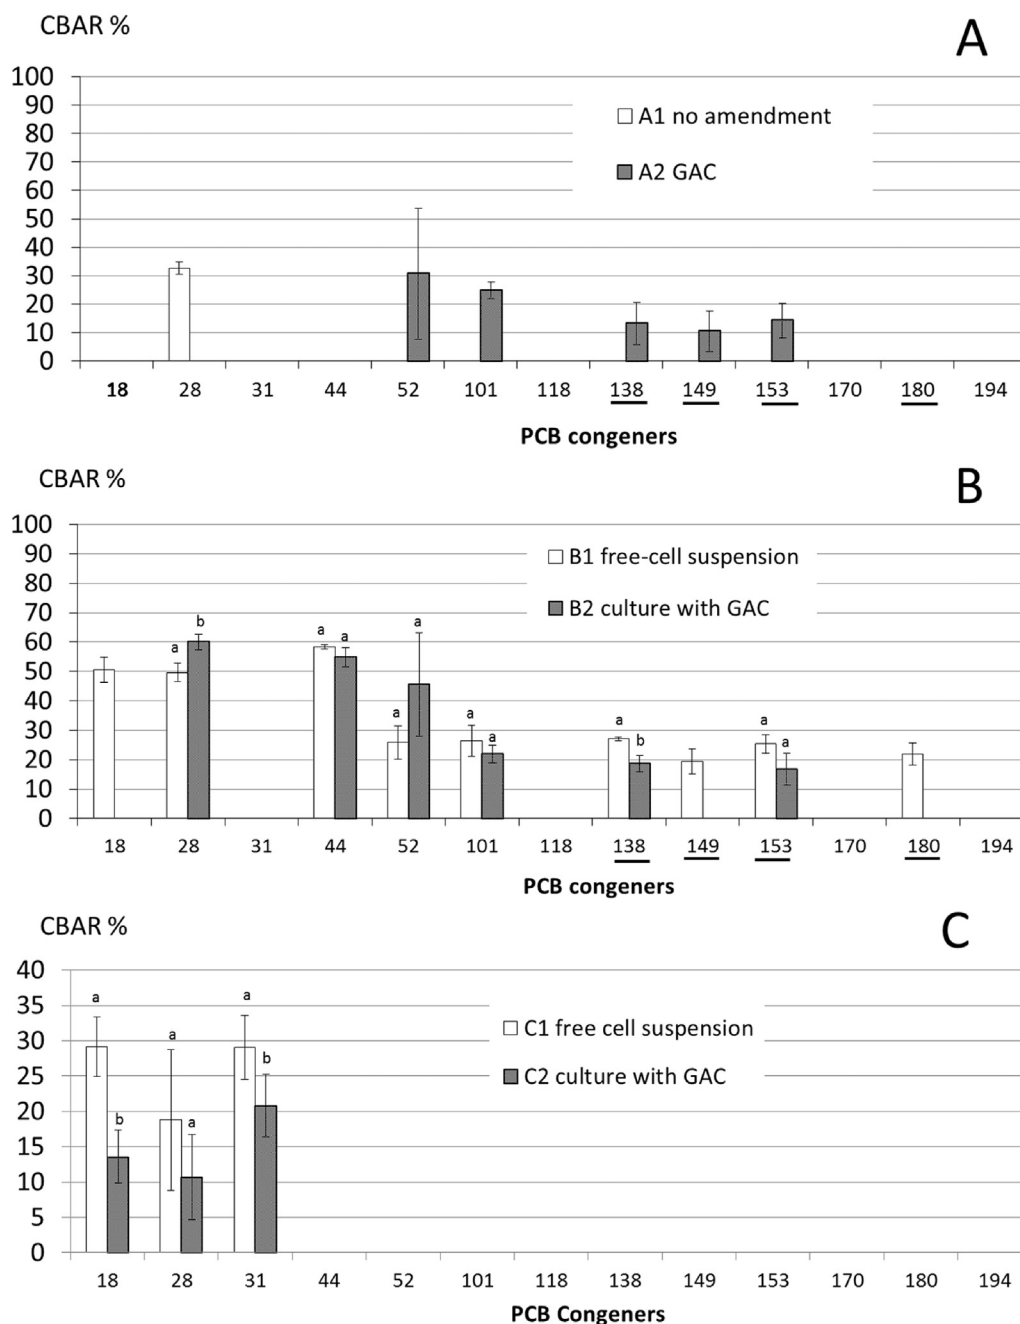 CBAR %
A
100
90
80
70
60
50
40
30
20
10
0
A1 no amendment
A2 GAC
18 28 31 44 52 101 118 138 149 153 170 180 194
PCB congeners
CBAR %
B
100
90
80
70
60
50
40
30
20
10
0
B1 free-cell suspension
B2 culture with GAC
a b a a a a a a a b a a
18 28 31 44 52 101 118 138 149 153 170 180 194
PCB congeners
CBAR %
C
40
35
30
25
20
15
10
5
0
C1 free cell suspension
C2 culture with GAC
a b a a a b
18 28 31 44 52 101 118 138 149 153 170 180 194
PCB Congeners